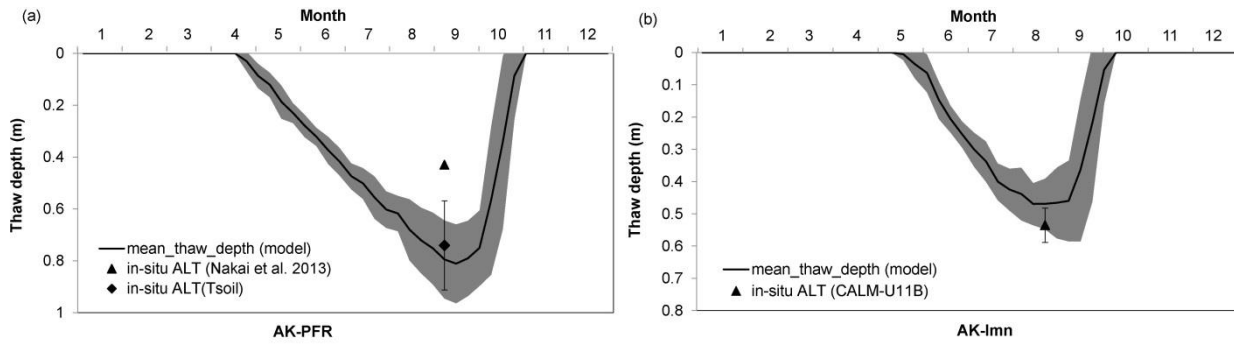 (a)
Month
1 2 3 4 5 6 7 8 9 10 11 12
0
0.2
0.4
0.6
0.8
1
Thaw depth (m)
mean_thaw_depth (model)
in-situ ALT (Nakai et al. 2013)
in-situ ALT(Tsoil)
AK-PFR
(b)
Month
1 2 3 4 5 6 7 8 9 10 11 12
0
0.1
0.2
0.3
0.4
0.5
0.6
0.7
0.8
Thaw depth (m)
mean_thaw_depth (model)
in-situ ALT (CALM-U11B)
AK-Imn